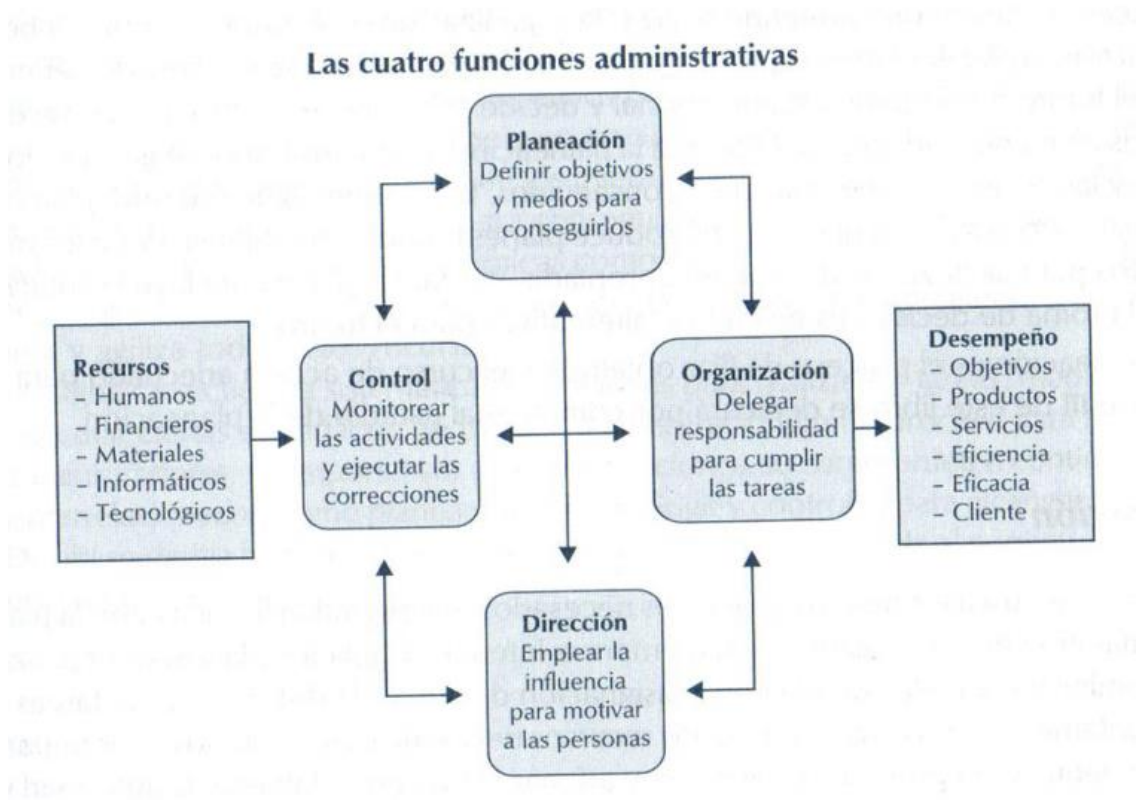 Las cuatro funciones administrativas
Planeación
Definir objetivos
y medios para
conseguirlos
Recursos
– Humanos
– Financieros
– Materiales
– Informáticos
– Tecnológicos
Control
Monitorear
las actividades
y ejecutar las
correcciones
Organización
Delegar
responsabilidad
para cumplir
las tareas
Desempeño
– Objetivos
– Productos
– Servicios
– Eficiencia
– Eficacia
– Cliente
Dirección
Emplear la
influencia
para motivar
a las personas